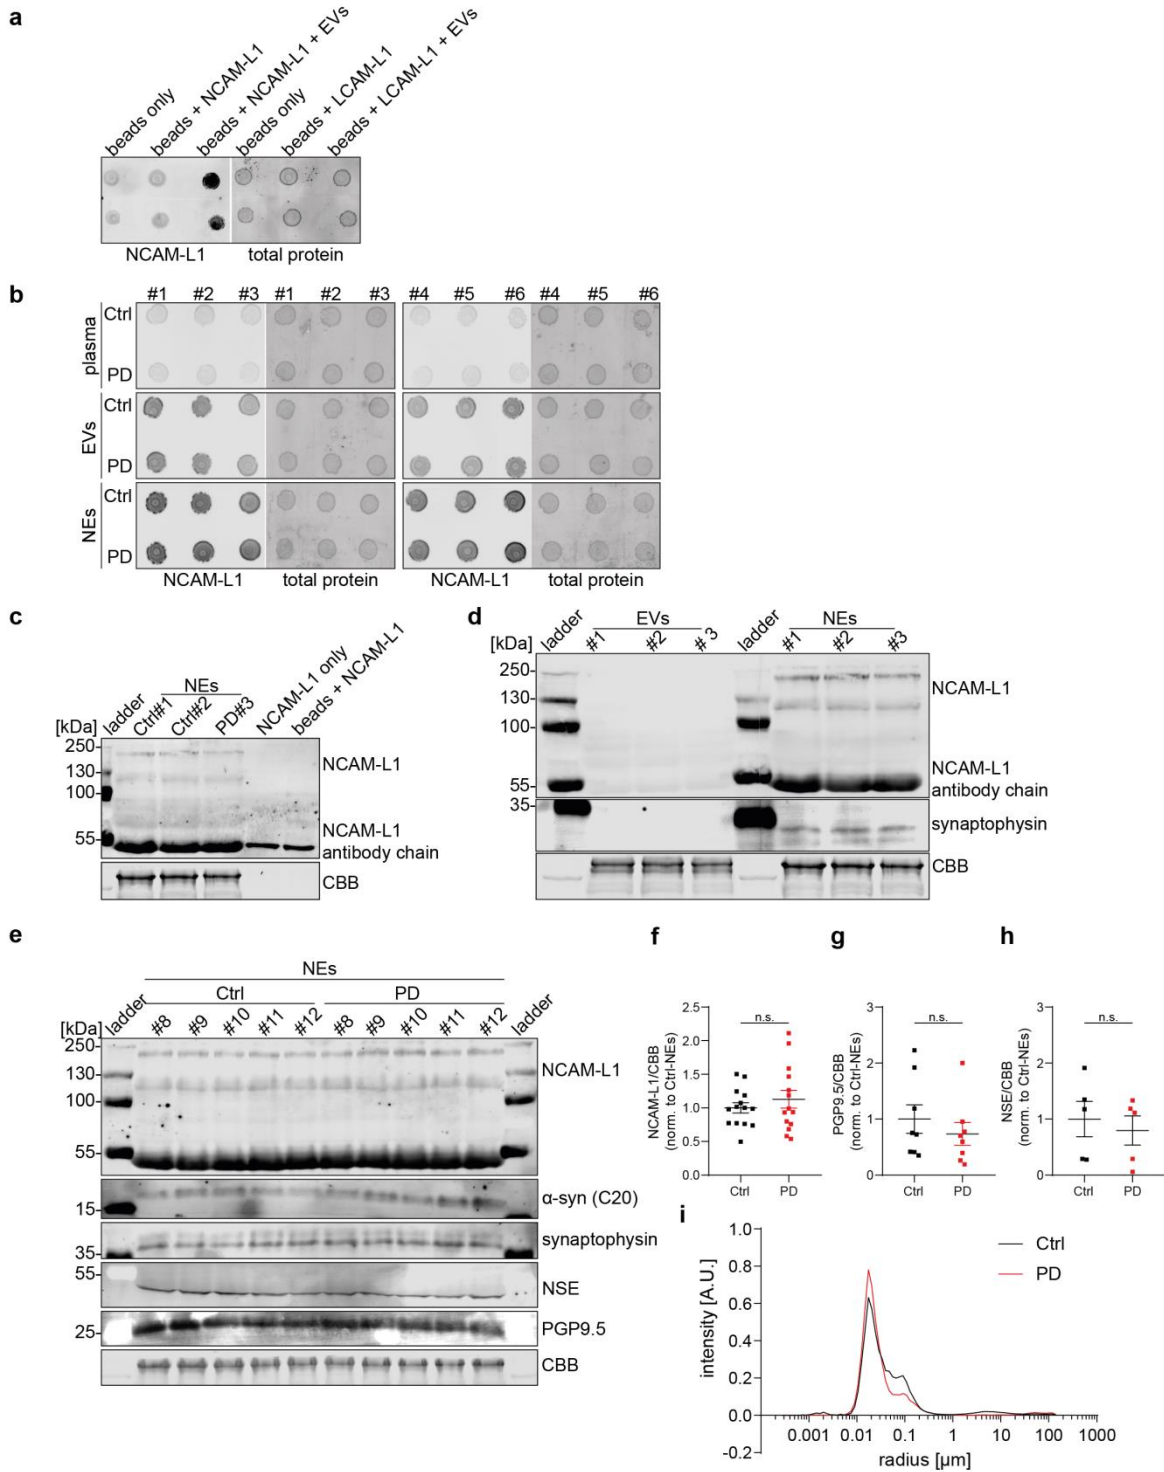 a
beads only
beads + NCAM-L1
beads + NCAM-L1 + EVs
beads only
beads + LCAM-L1
beads + LCAM-L1 + EVs
NCAM-L1 total protein
b
#1 #2 #3 #1 #2 #3 #4 #5 #6 #4 #5 #6
plasma
Ctrl
PD
EVs
Ctrl
PD
NEs
Ctrl
PD
NCAM-L1 total protein NCAM-L1 total protein
c
[kDa]
ladder
NEs
Ctrl#1
Ctrl#2
PD#3
NCAM-L1 only
beads + NCAM-L1
250
130
100
55
NCAM-L1
NCAM-L1
antibody chain
CBB
d
[kDa]
ladder
EVs
#1
#2
# 3
ladder
NEs
#1
#2
#3
250
130
100
55
35
NCAM-L1
NCAM-L1
antibody chain
synaptophysin
CBB
e
NEs
Ctrl PD
[kDa]
ladder
#8 #9 #10 #11 #12 #8 #9 #10 #11 #12
ladder
250
130
100
55
NCAM-L1
15
α-syn (C20)
35
synaptophysin
55
NSE
25
PGP9.5
CBB
f
NCAM-L1/CBB
(norm. to Ctrl-NEs)
2.5
2.0
1.5
1.0
0.5
0.0
n.s.
Ctrl PD
g
PGP9.5/CBB
(norm. to Ctrl-NEs)
3
2
1
0
n.s.
Ctrl PD
h
NSE/CBB
(norm. to Ctrl-NEs)
3
2
1
0
n.s.
Ctrl PD
i
intensity [A.U.]
1.0
0.8
0.6
0.4
0.2
0.0
-0.2
Ctrl
PD
0.001 0.01 0.1 1 10 100 1000
radius [µm]